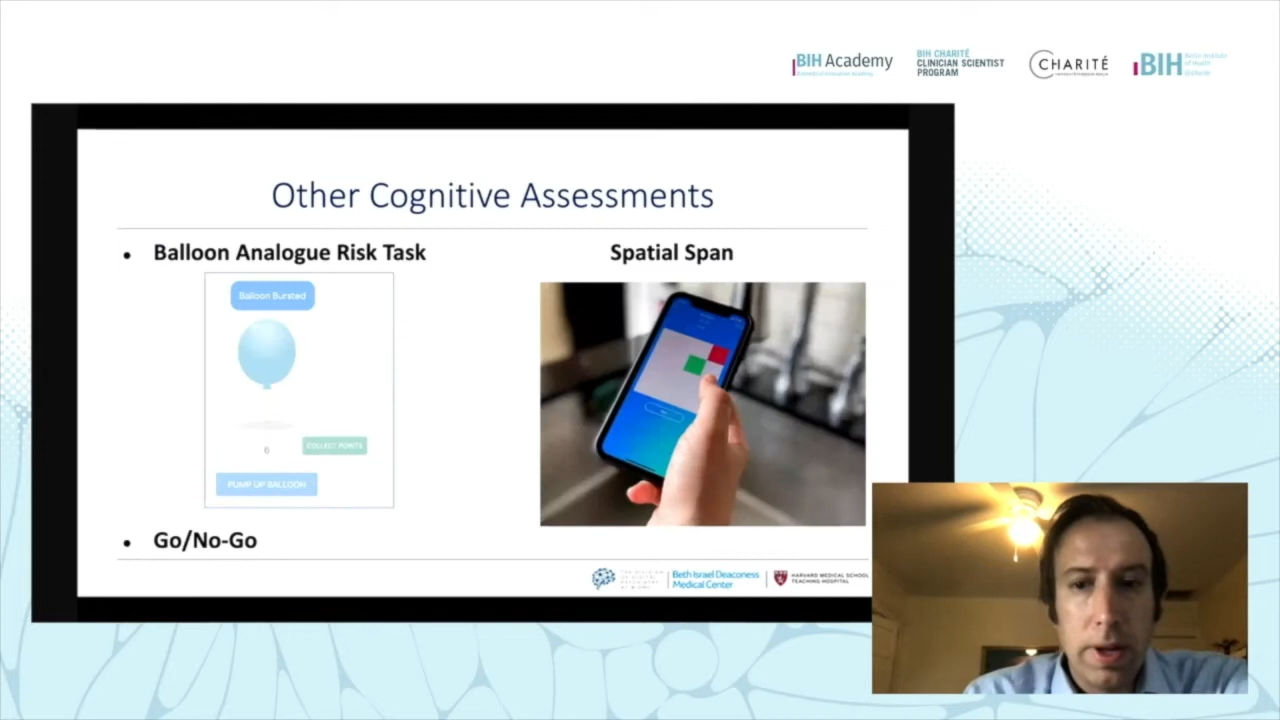 BIH Academy
BIH CHARITÉ
CLINICIAN SCIENTIST
PROGRAM
CHARITÉ
BIH
Other Cognitive Assessments
• Balloon Analogue Risk Task
Spatial Span
Balloon Bursted
6
COLLECT POINTS
PUMP UP BALLOON
• Go/No-Go
Beth Israel Deaconess
Medical Center
HARVARD MEDICAL SCHOOL
TEACHING HOSPITAL